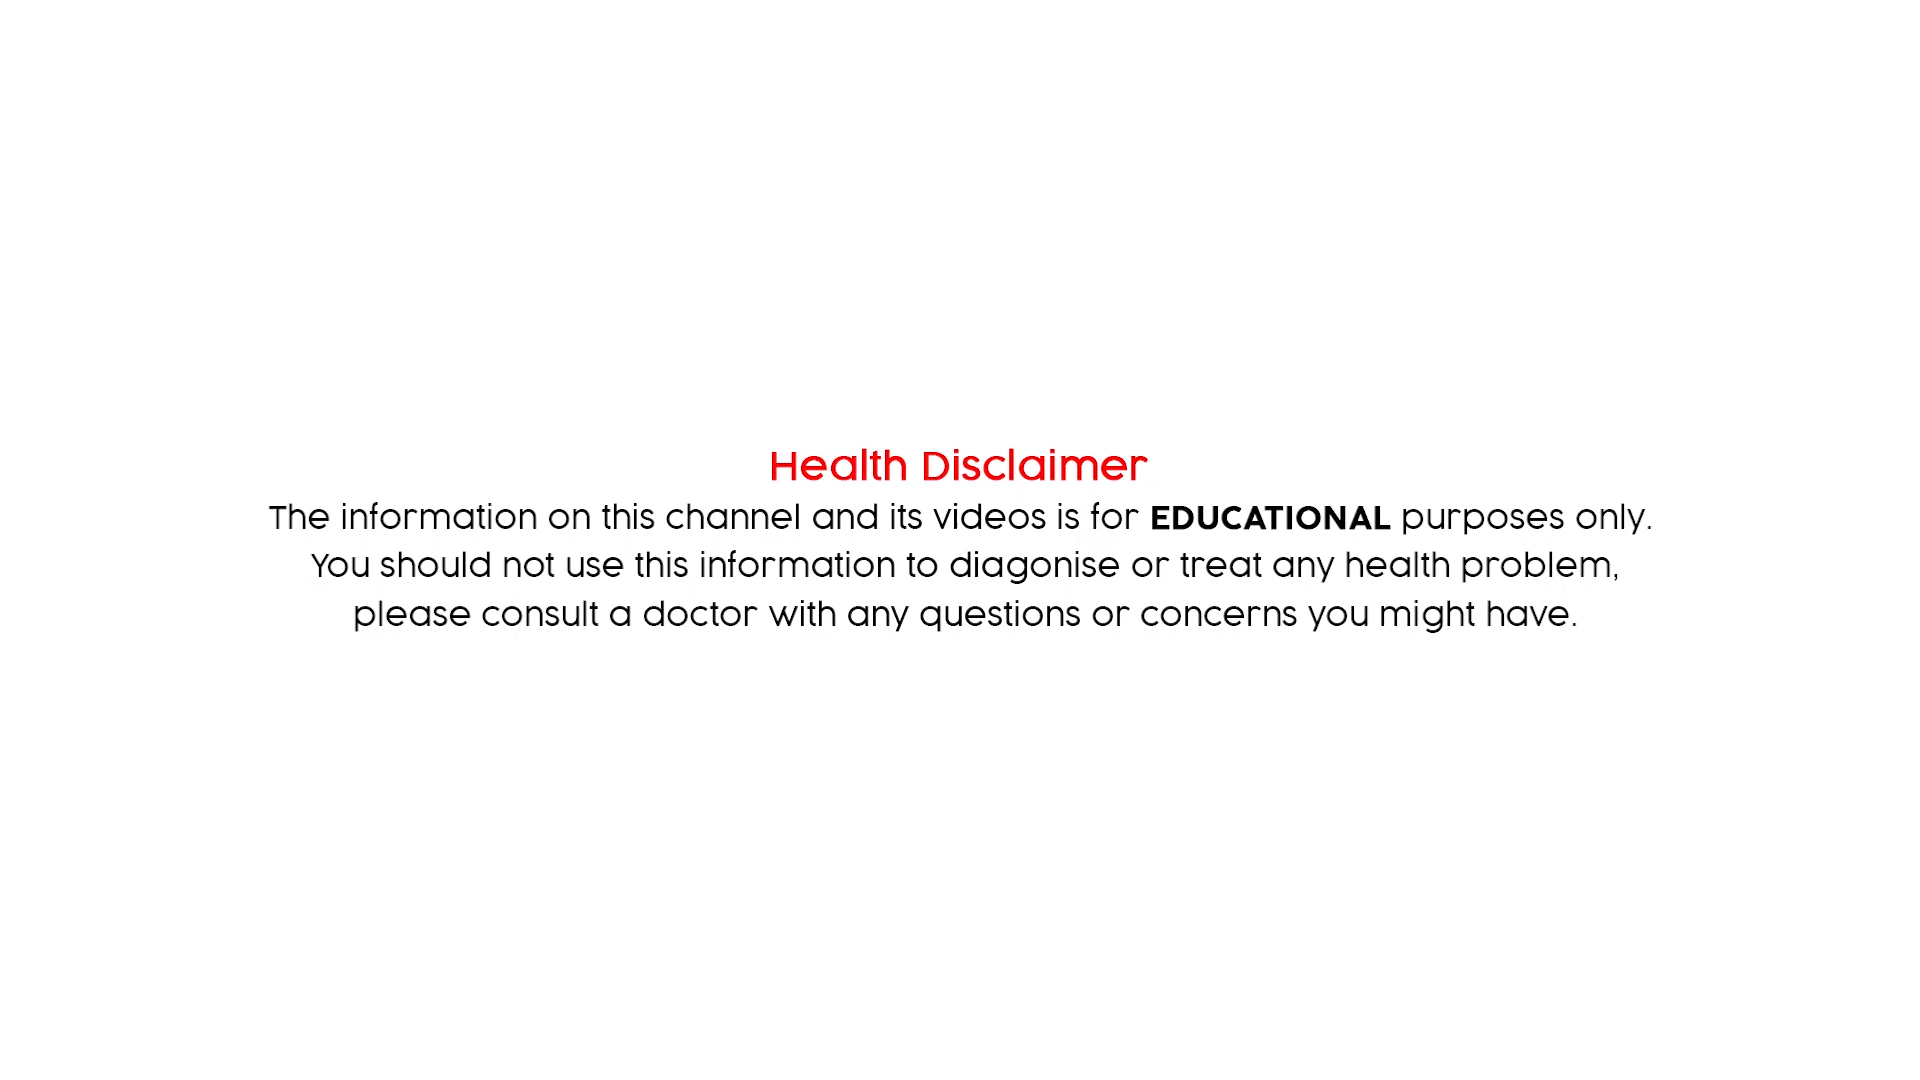 Health Disclaimer
The information on this channel and its videos is for EDUCATIONAL purposes only.
You should not use this information to diagonise or treat any health problem,
please consult a doctor with any questions or concerns you might have.